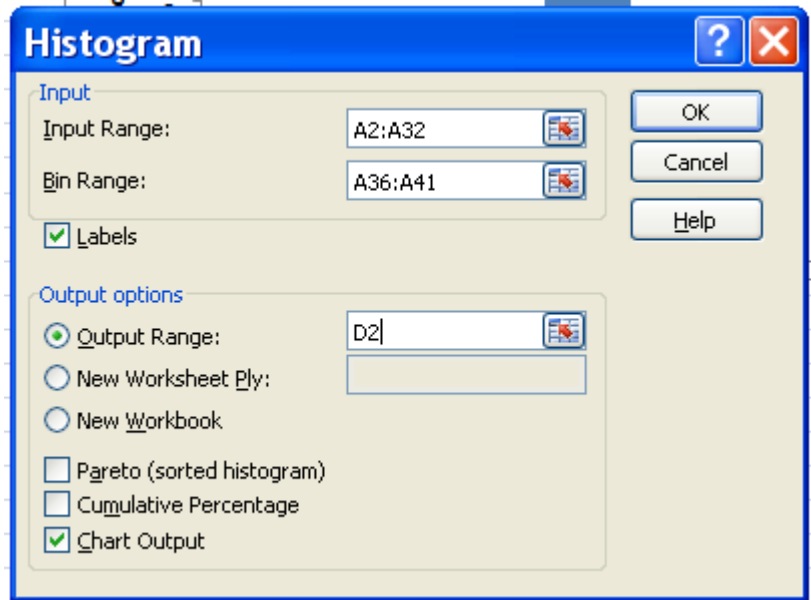 Histogram
Input
Input Range: A2:A32
Bin Range: A36:A41
Labels
OK
Cancel
Help
Output options
Output Range: D2
New Worksheet Ply:
New Workbook
Pareto (sorted histogram)
Cumulative Percentage
Chart Output